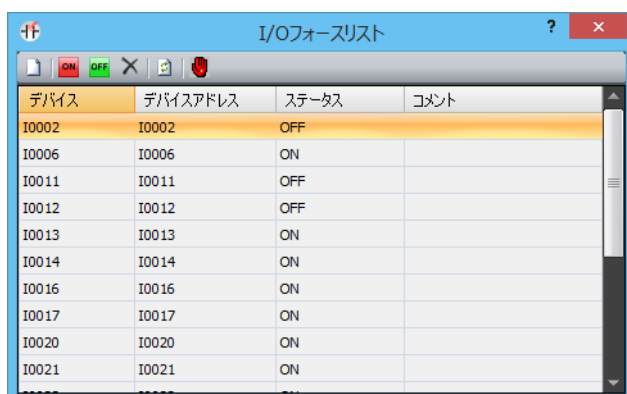 I/Oフォースリスト ?
ON OFF
デバイス デバイスアドレス ステータス コメント
I0002 I0002 OFF
I0006 I0006 ON
I0011 I0011 OFF
I0012 I0012 OFF
I0013 I0013 ON
I0014 I0014 ON
I0016 I0016 ON
I0017 I0017 ON
I0020 I0020 ON
I0021 I0021 ON